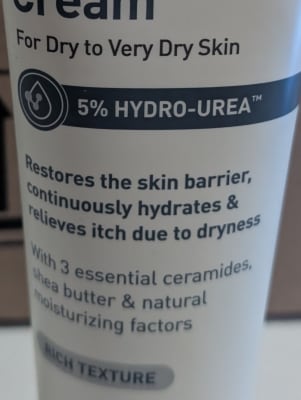 cream
For Dry to Very Dry Skin
5% HYDRO-UREA™
Restores the skin barrier,
continuously hydrates &
relieves itch due to dryness
With 3 essential ceramides,
shea butter & natural
moisturizing factors
RICH TEXTURE